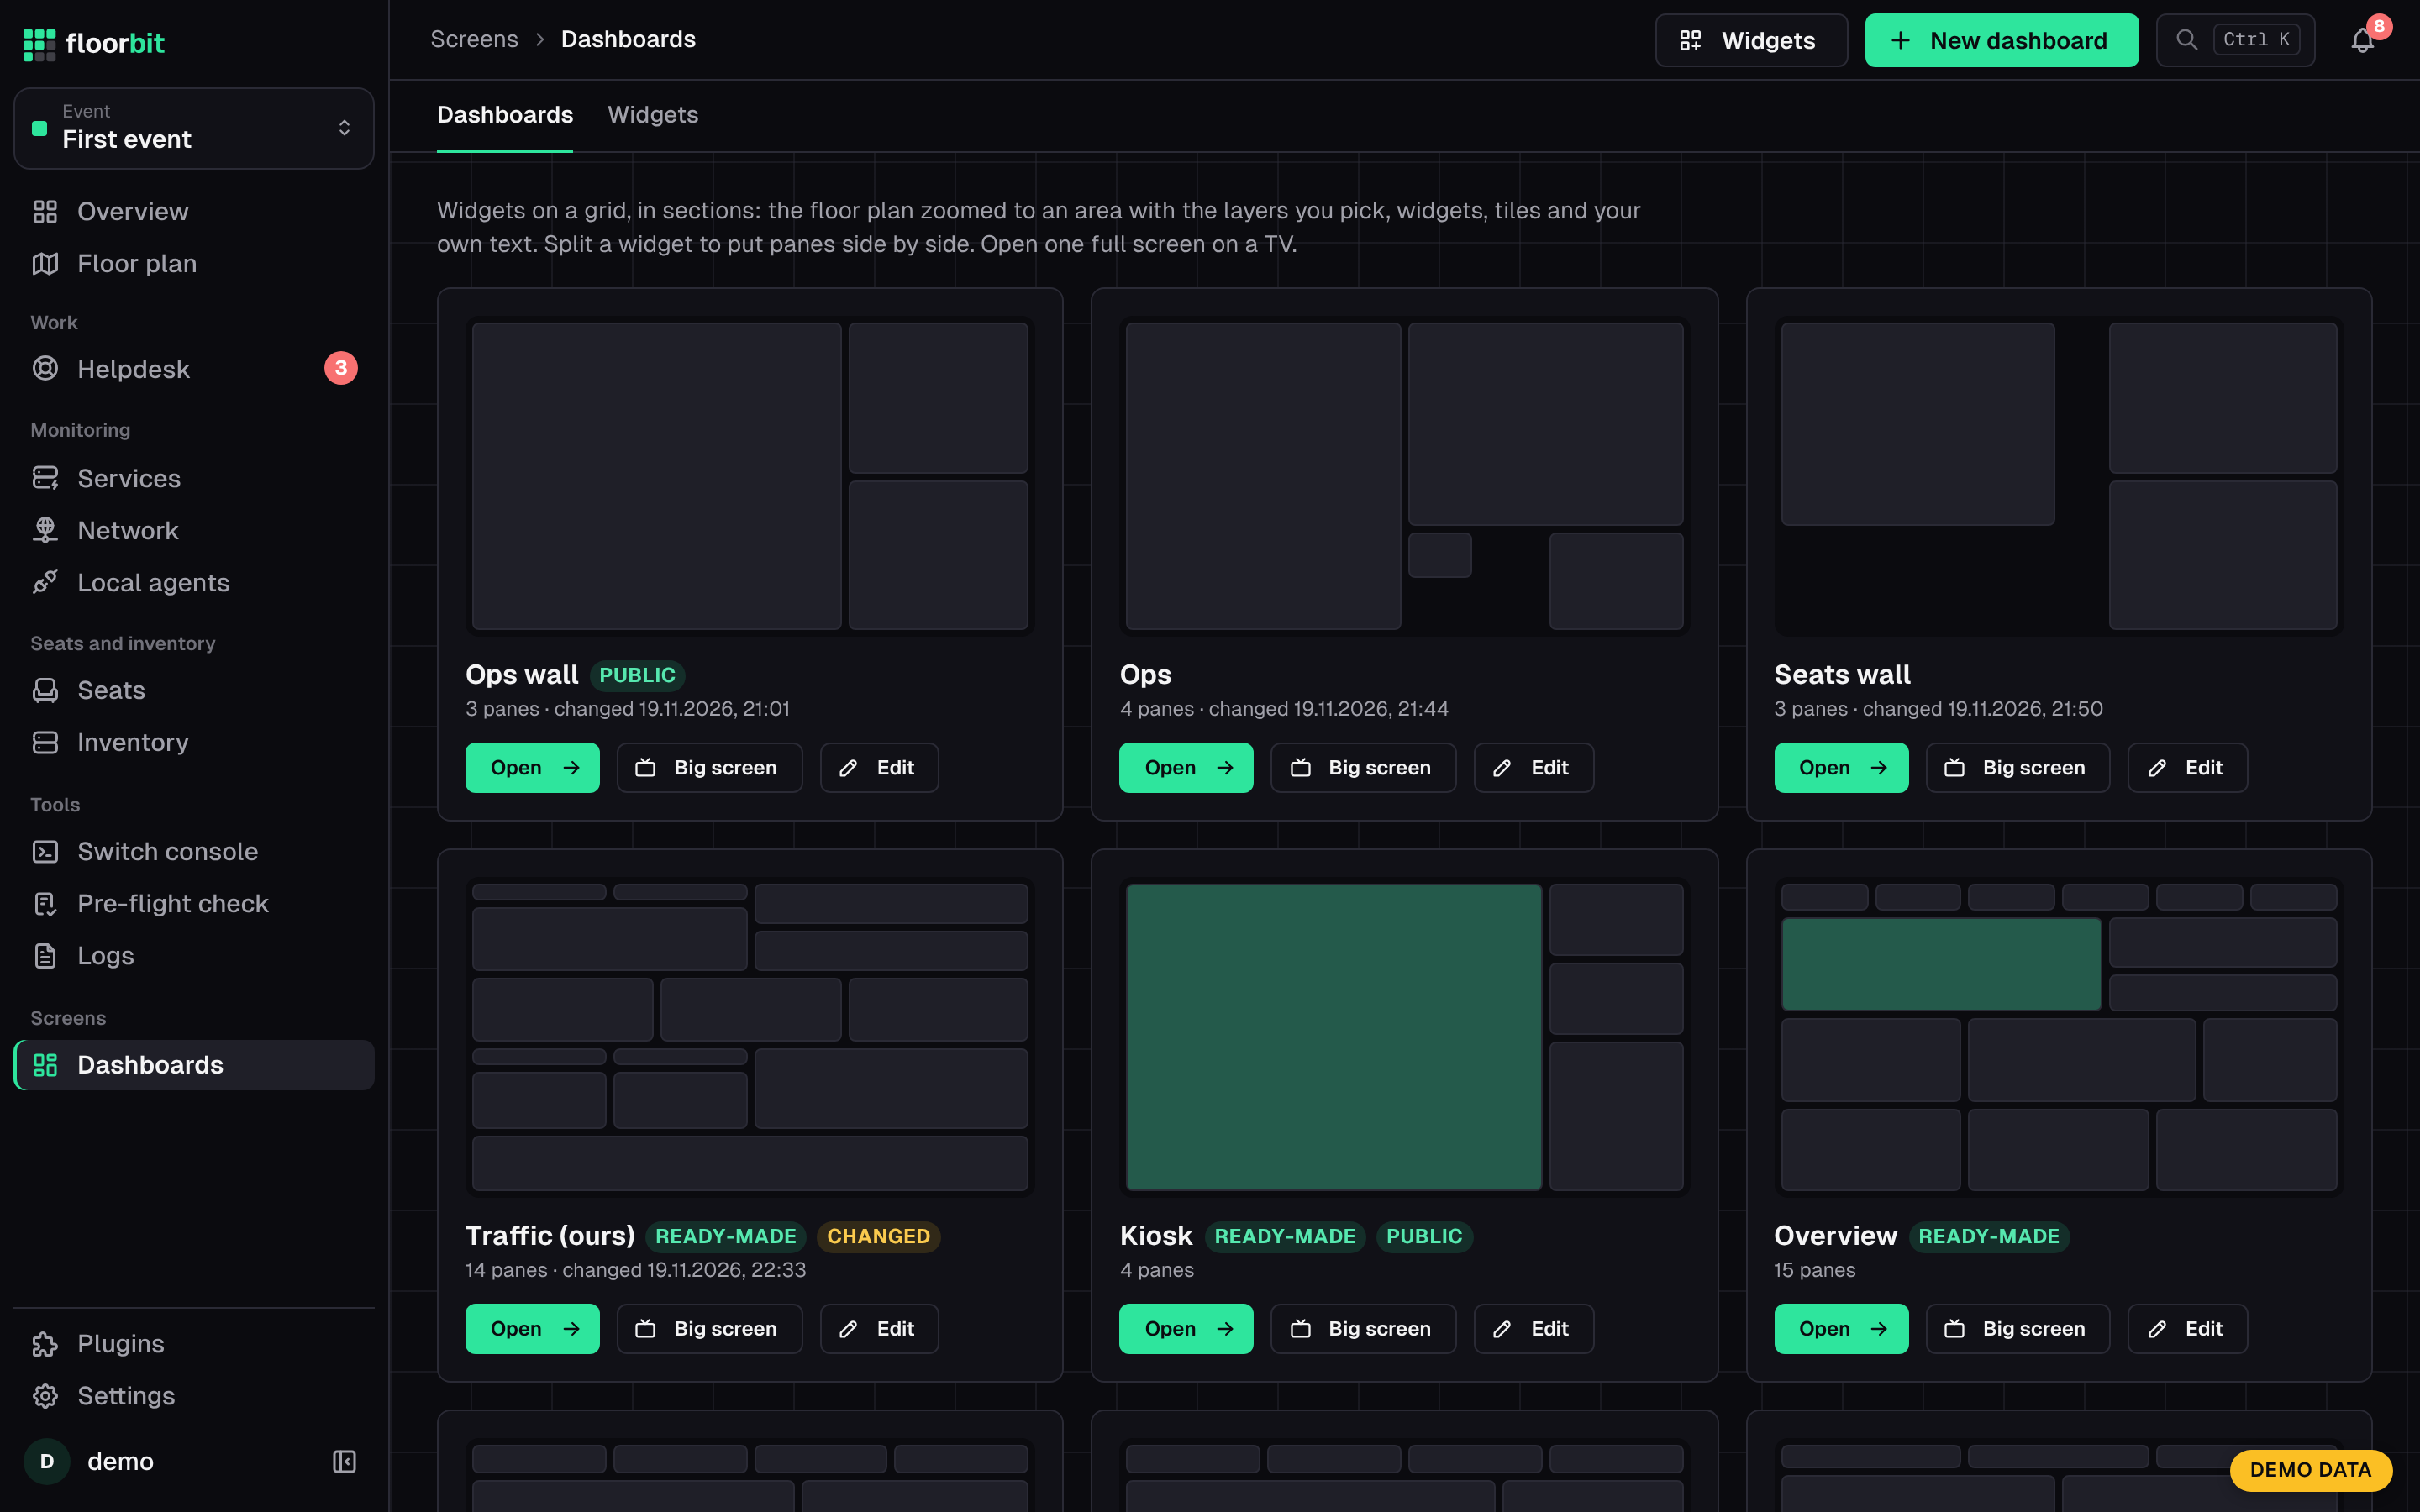 floorbit
Event
First event
Overview
Floor plan
Work
Helpdesk
3
Monitoring
Services
Network
Local agents
Seats and inventory
Seats
Inventory
Tools
Switch console
Pre-flight check
Logs
Screens
Dashboards
Plugins
Settings
D demo
Screens > Dashboards
Widgets
+ New dashboard
Ctrl K
8
Dashboards Widgets
Widgets on a grid, in sections: the floor plan zoomed to an area with the layers you pick, widgets, tiles and your
own text. Split a widget to put panes side by side. Open one full screen on a TV.
Ops wall PUBLIC
3 panes · changed 19.11.2026, 21:01
Open → Big screen Edit
Ops
4 panes · changed 19.11.2026, 21:44
Open → Big screen Edit
Seats wall
3 panes · changed 19.11.2026, 21:50
Open → Big screen Edit
Traffic (ours) READY-MADE CHANGED
14 panes · changed 19.11.2026, 22:33
Open → Big screen Edit
Kiosk READY-MADE PUBLIC
4 panes
Open → Big screen Edit
Overview READY-MADE
15 panes
Open → Big screen Edit
DEMO DATA